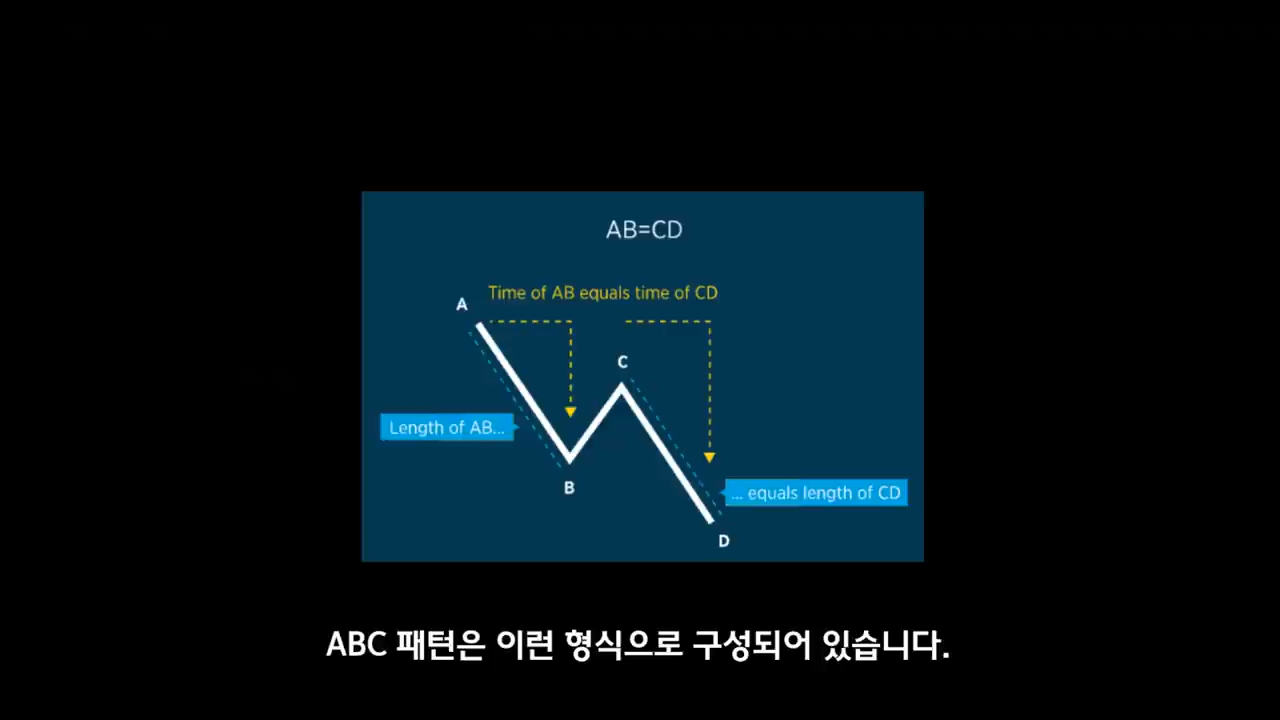 AB=CD
Time of AB equals time of CD
A
C
Length of AB...
B
... equals length of CD
D
ABC 패턴은 이런 형식으로 구성되어 있습니다.